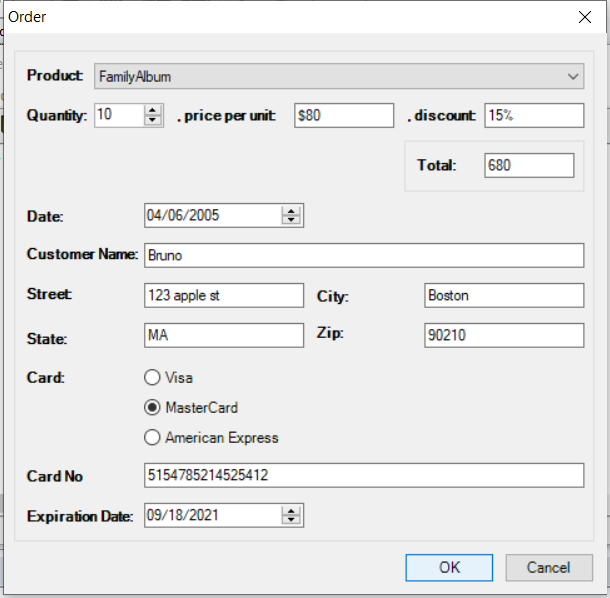 Order
Product: FamilyAlbum
Quantity: 10 , price per unit: $80 , discount: 15%
Total: 680
Date: 04/06/2005
Customer Name: Bruno
Street: 123 apple st City: Boston
State: MA Zip: 90210
Card: Visa
MasterCard
American Express
Card No 5154785214525412
Expiration Date: 09/18/2021
OK Cancel